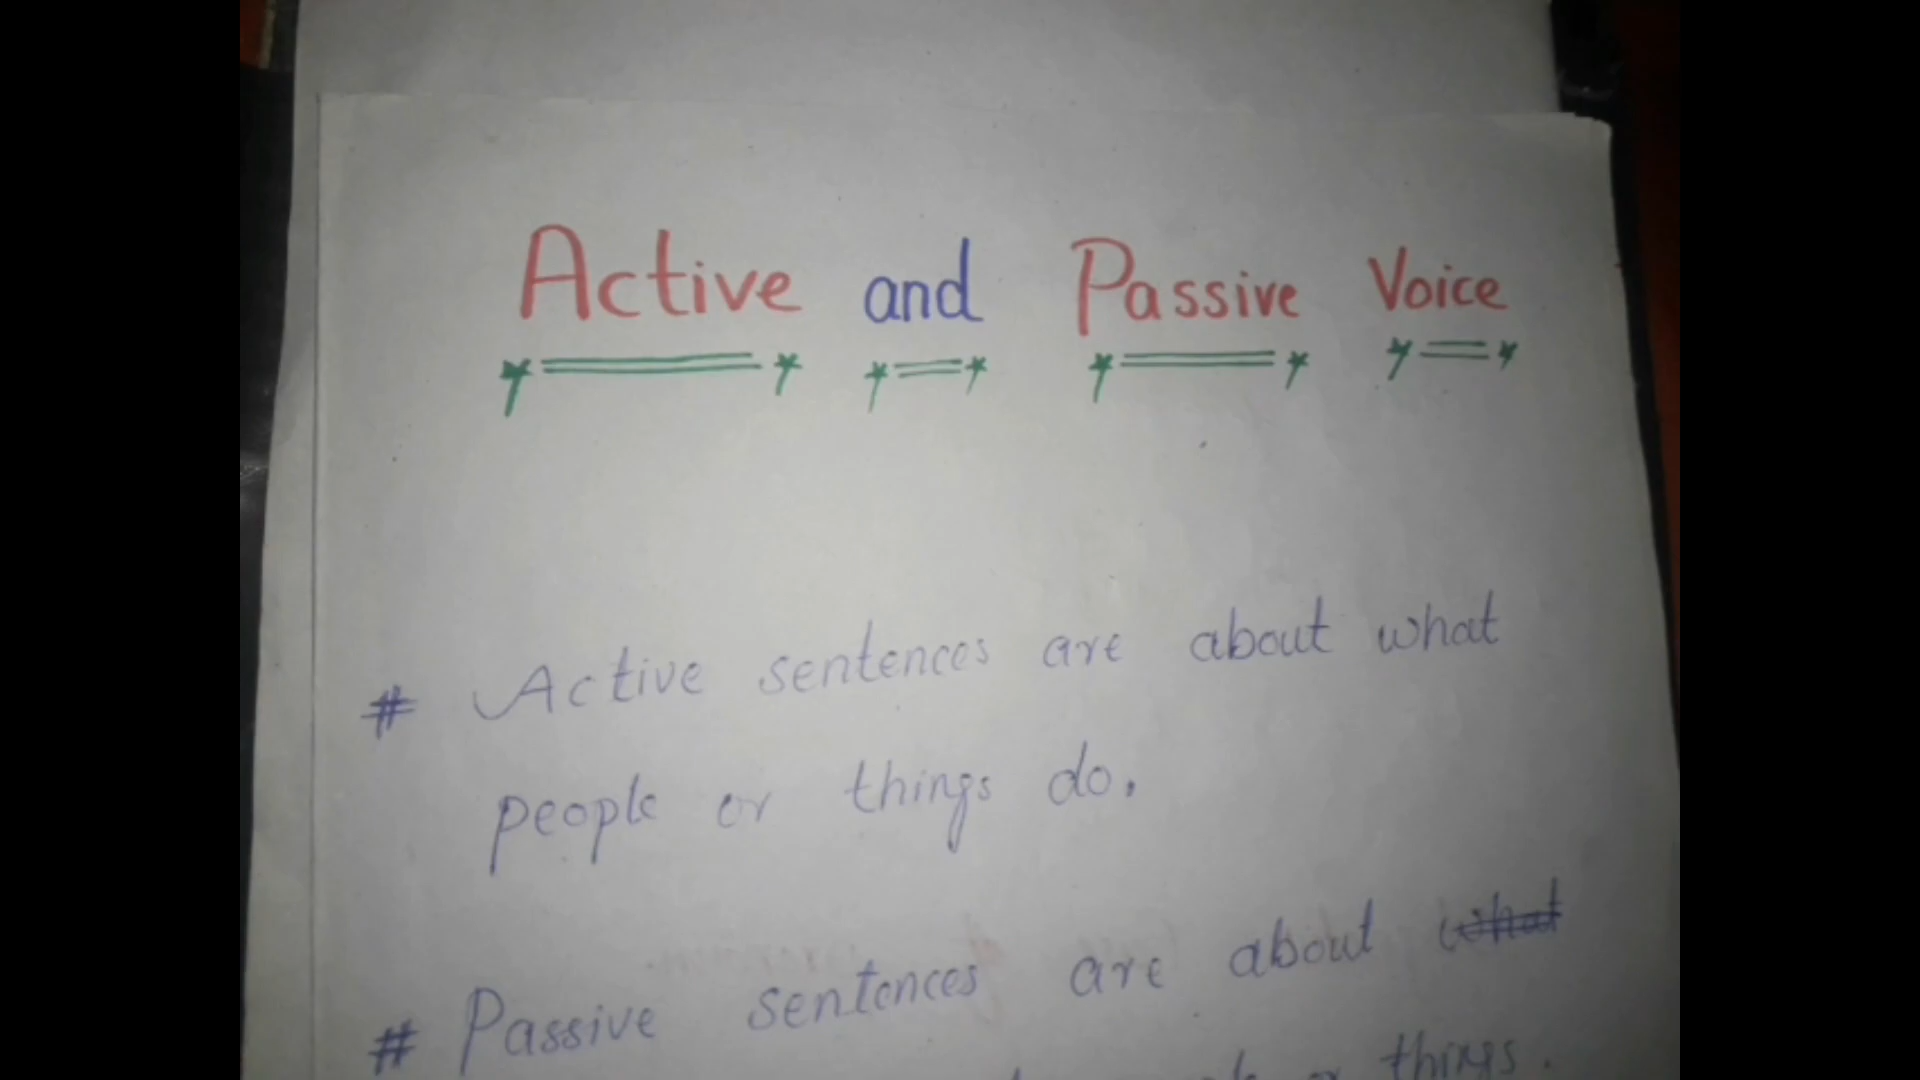 Active and Passive Voice
# Active sentences are about what
people or things do.
# Passive sentences are about what
things.